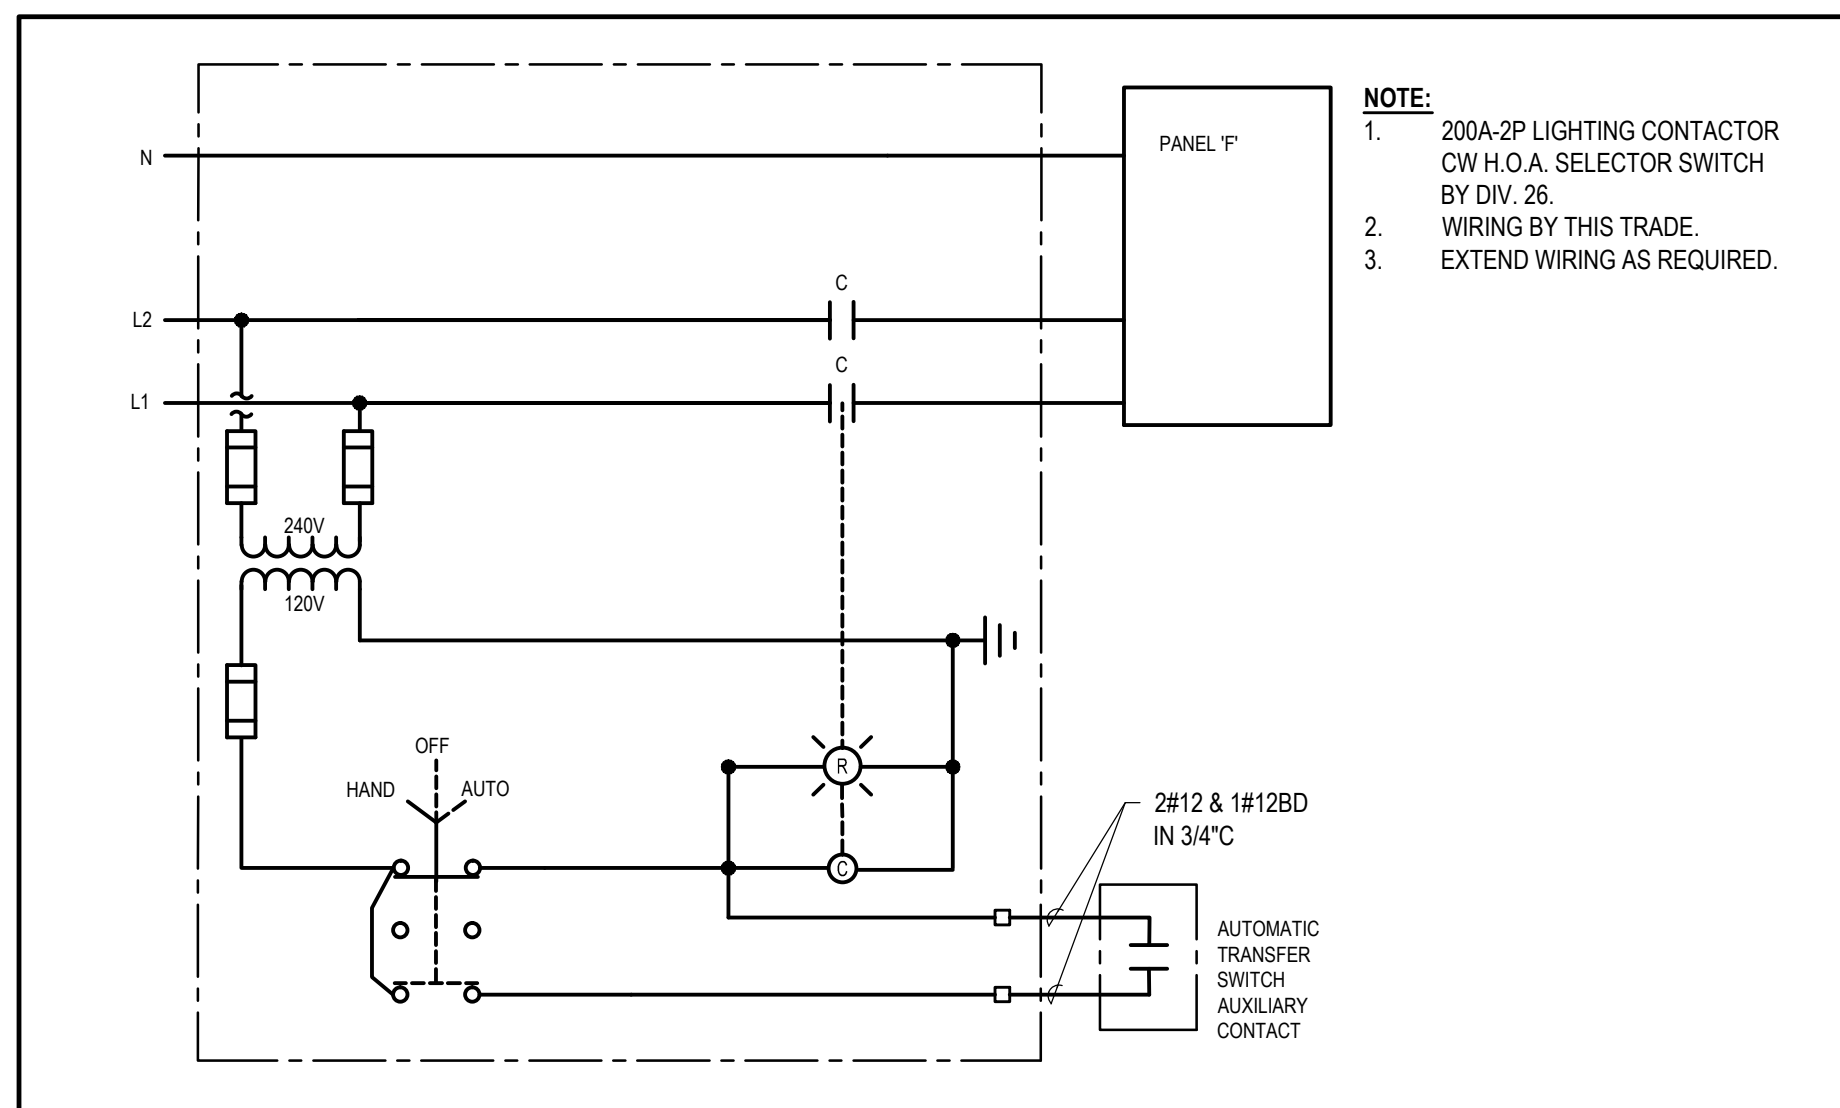 NOTE:
1. 200A-2P LIGHTING CONTACTOR
CW H.O.A. SELECTOR SWITCH
BY DIV. 26.
2. WIRING BY THIS TRADE.
3. EXTEND WIRING AS REQUIRED.
PANEL 'F'
N
C
L2
C
L1
240V
120V
OFF
HAND
AUTO
R
C
2#12 & 1#12BD
IN 3/4"C
AUTOMATIC
TRANSFER
SWITCH
AUXILIARY
CONTACT